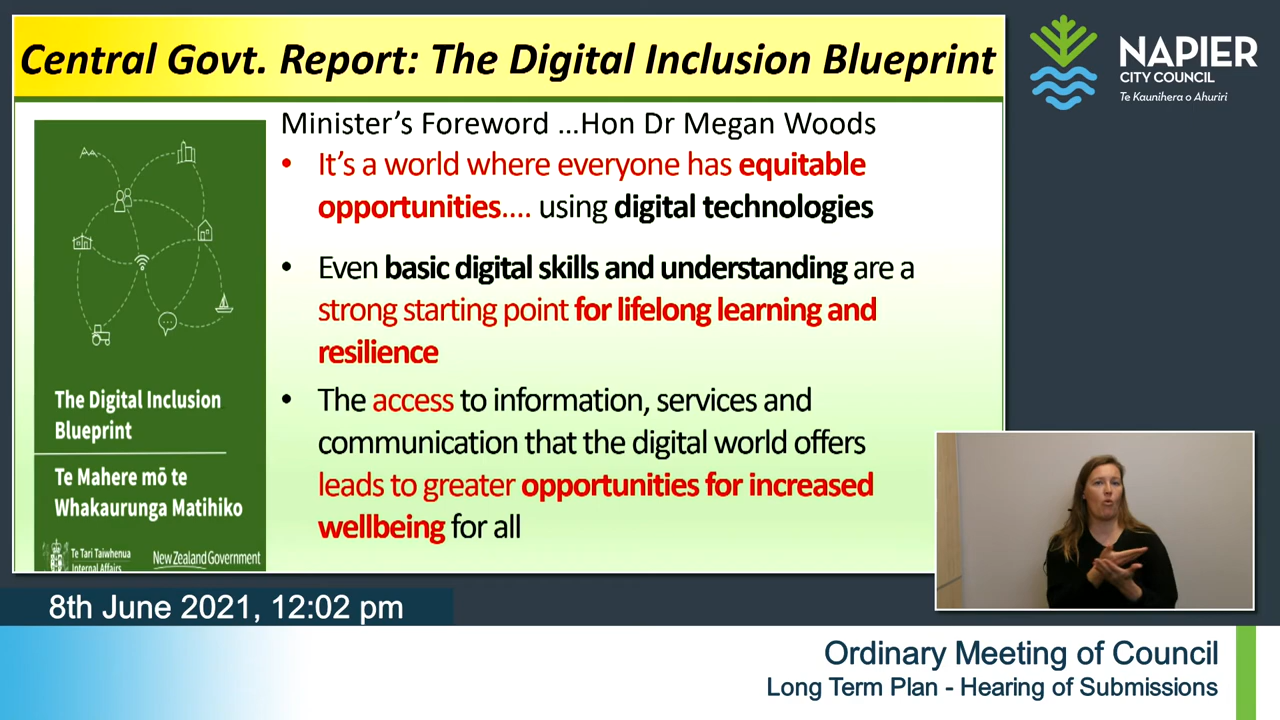 Central Govt. Report: The Digital Inclusion Blueprint
NAPIER
CITY COUNCIL
Te Kaunihera o Ahuriri
Minister's Foreword ...Hon Dr Megan Woods
• It's a world where everyone has equitable
opportunities.... using digital technologies
• Even basic digital skills and understanding are a
strong starting point for lifelong learning and
resilience
• The access to information, services and
communication that the digital world offers
leads to greater opportunities for increased
wellbeing for all
The Digital Inclusion
Blueprint
Te Mahere mō te
Whakaurunga Matihiko
Te Tari Taiwhenua
Internal Affairs
New Zealand Government
8th June 2021, 12:02 pm
Ordinary Meeting of Council
Long Term Plan - Hearing of Submissions